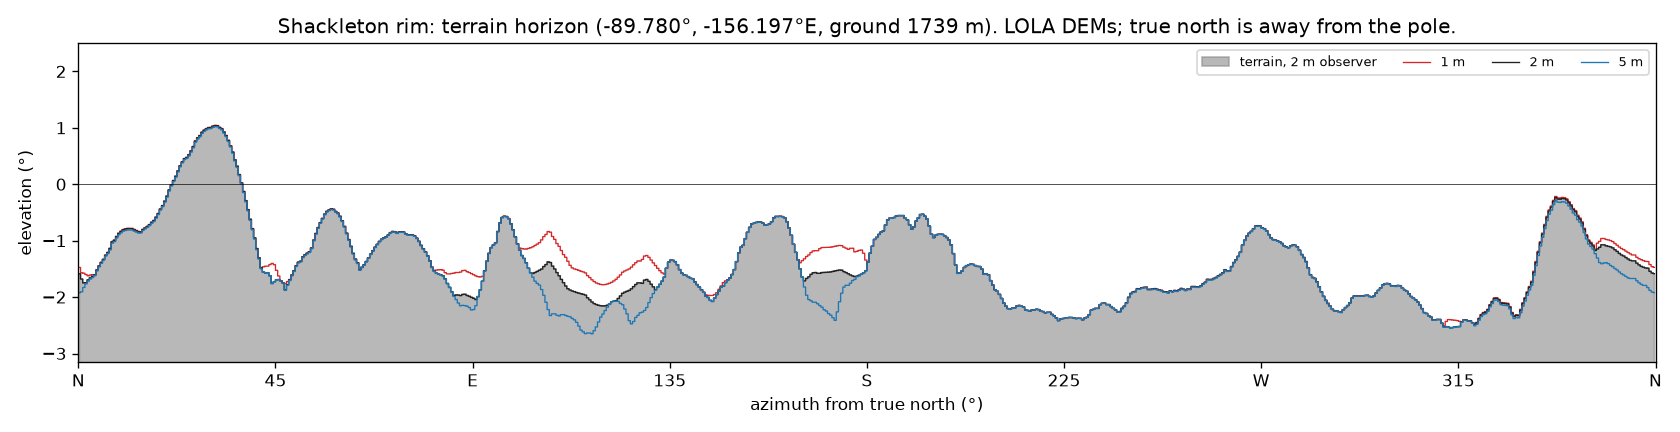 Shackleton rim: terrain horizon (-89.780°, -156.197°E, ground 1739 m). LOLA DEMs; true north is away from the pole.
terrain, 2 m observer 1 m 2 m 5 m
elevation (°)
2
1
0
−1
−2
−3
N 45 E 135 S 225 W 315 N
azimuth from true north (°)